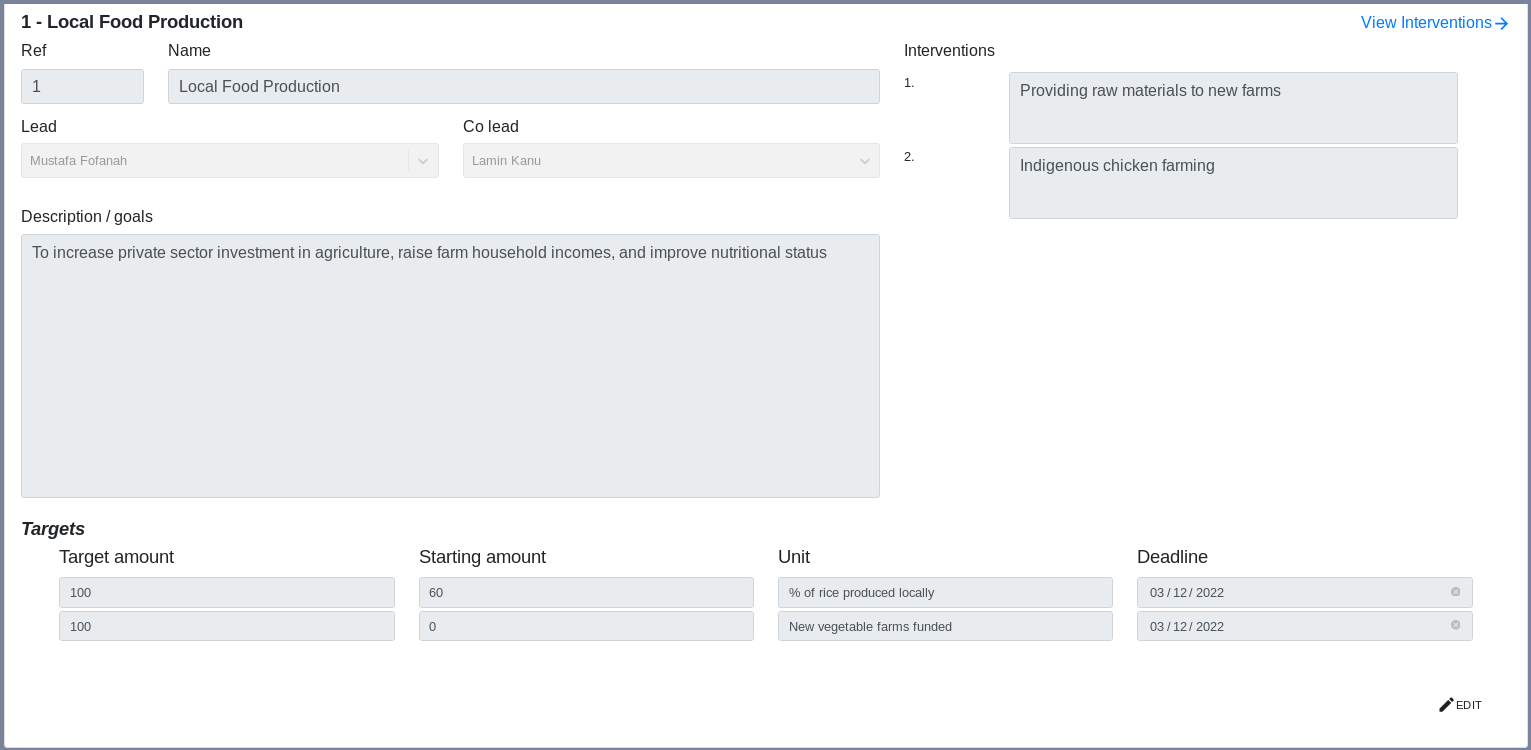 1 - Local Food Production
View Interventions
Ref
Name
Interventions
1
Local Food Production
1.
Providing raw materials to new farms
Lead
Co lead
Mustafa Fofanah
Lamin Kanu
2.
Indigenous chicken farming
Description / goals
To increase private sector investment in agriculture, raise farm household incomes, and improve nutritional status
Targets
Target amount
Starting amount
Unit
Deadline
100
60
% of rice produced locally
03 / 12 / 2022
100
0
New vegetable farms funded
03 / 12 / 2022
EDIT